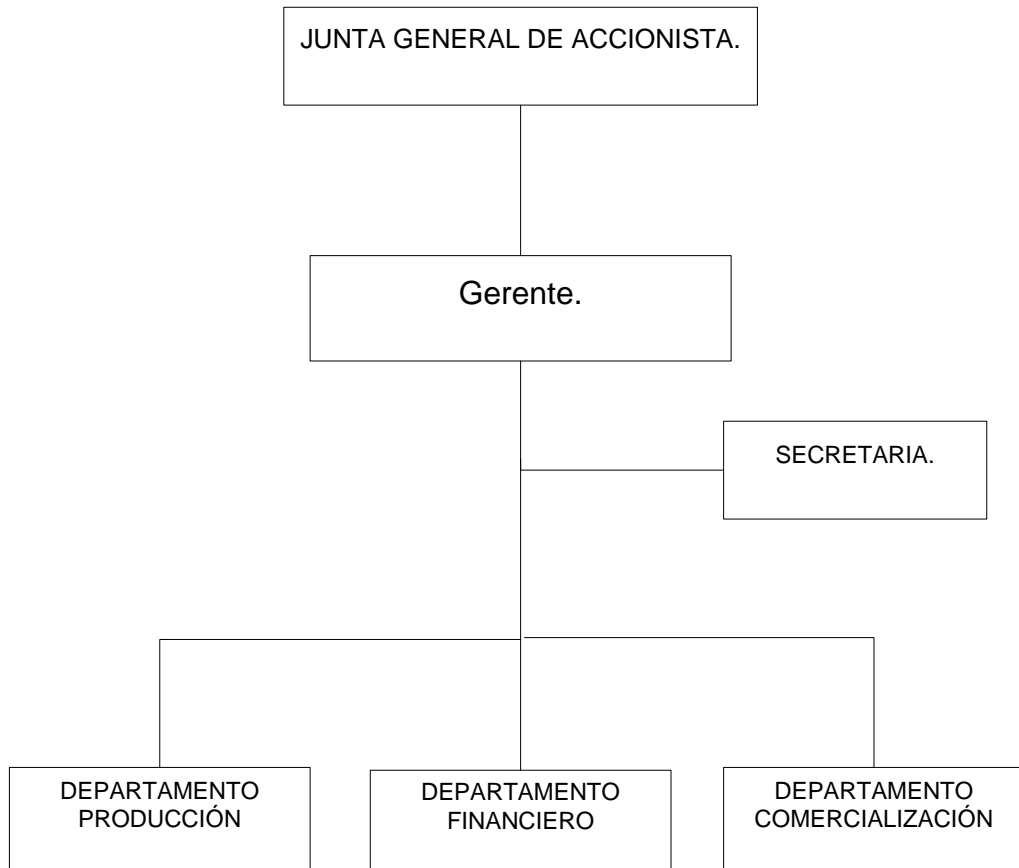 JUNTA GENERAL DE ACCIONISTA.
Gerente.
SECRETARIA.
DEPARTAMENTO
PRODUCCIÓN
DEPARTAMENTO
FINANCIERO
DEPARTAMENTO
COMERCIALIZACIÓN